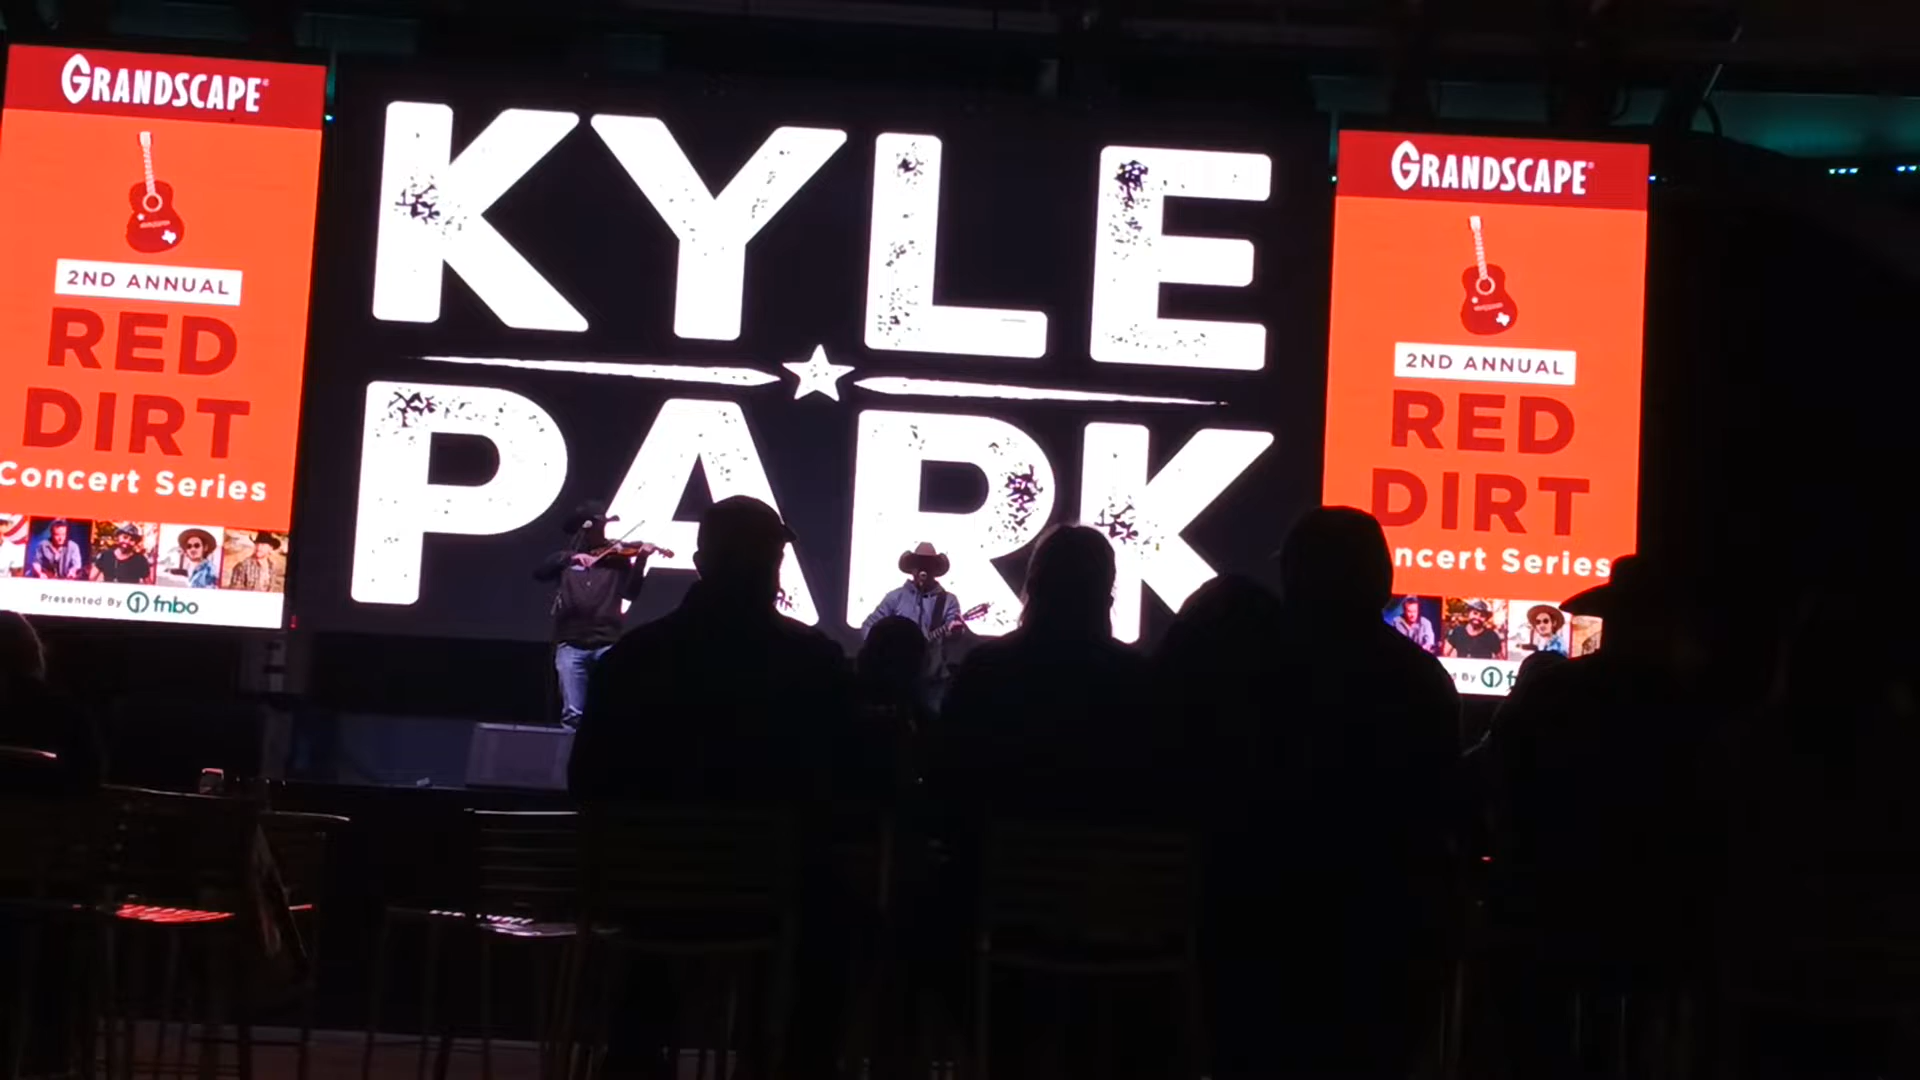 GRANDSCAPE
2ND ANNUAL
RED
DIRT
Concert Series
Presented By fnbo
KYLE
PARK
GRANDSCAPE
2ND ANNUAL
RED
DIRT
ncert Series
By f